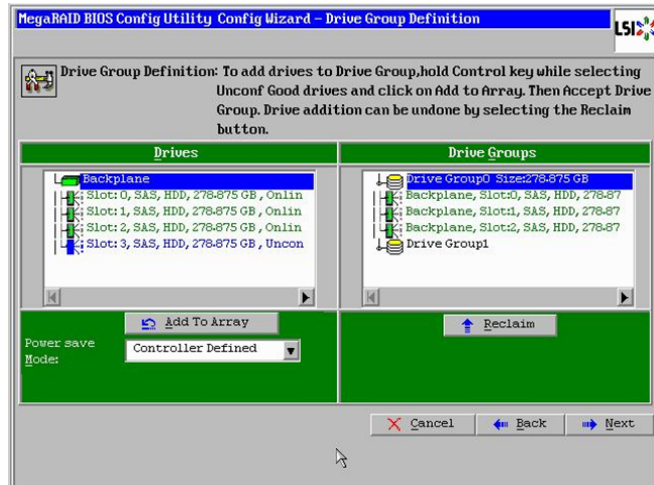 MegaRAID BIOS Config Utility Config Wizard – Drive Group Definition
LSI
Drive Group Definition: To add drives to Drive Group,hold Control key while selecting
Unconf Good drives and click on Add to Array. Then Accept Drive
Group. Drive addition can be undone by selecting the Reclaim
button.
Drives
Drive Groups
Backplane
Slot: 0, SAS, HDD, 278.875 GB , Onlin
Slot: 1, SAS, HDD, 278.875 GB , Onlin
Slot: 2, SAS, HDD, 278.875 GB , Onlin
Slot: 3, SAS, HDD, 278.875 GB , Uncon
Drive Group0 Size:278.875 GB
Backplane, Slot:0, SAS, HDD, 278.87
Backplane, Slot:1, SAS, HDD, 278.87
Backplane, Slot:2, SAS, HDD, 278.87
Drive Group1
Add To Array
Reclaim
Power save
Mode:
Controller Defined
Cancel
Back
Next